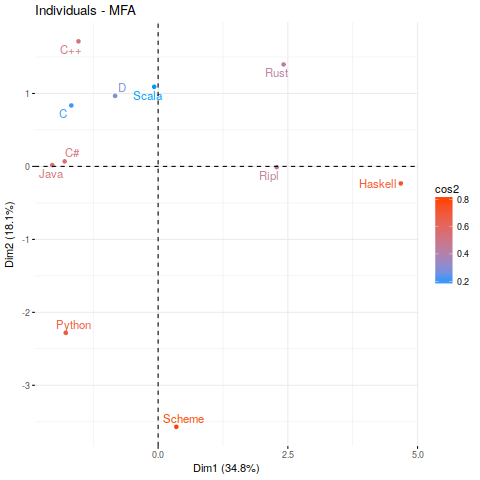 Individuals - MFA
C++
Rust
D
Scala
C
C#
Java
Ripl
Haskell
Python
Scheme
1
0
-1
-2
-3
Dim2 (18.1%)
0.0
2.5
5.0
Dim1 (34.8%)
cos2
0.8
0.6
0.4
0.2